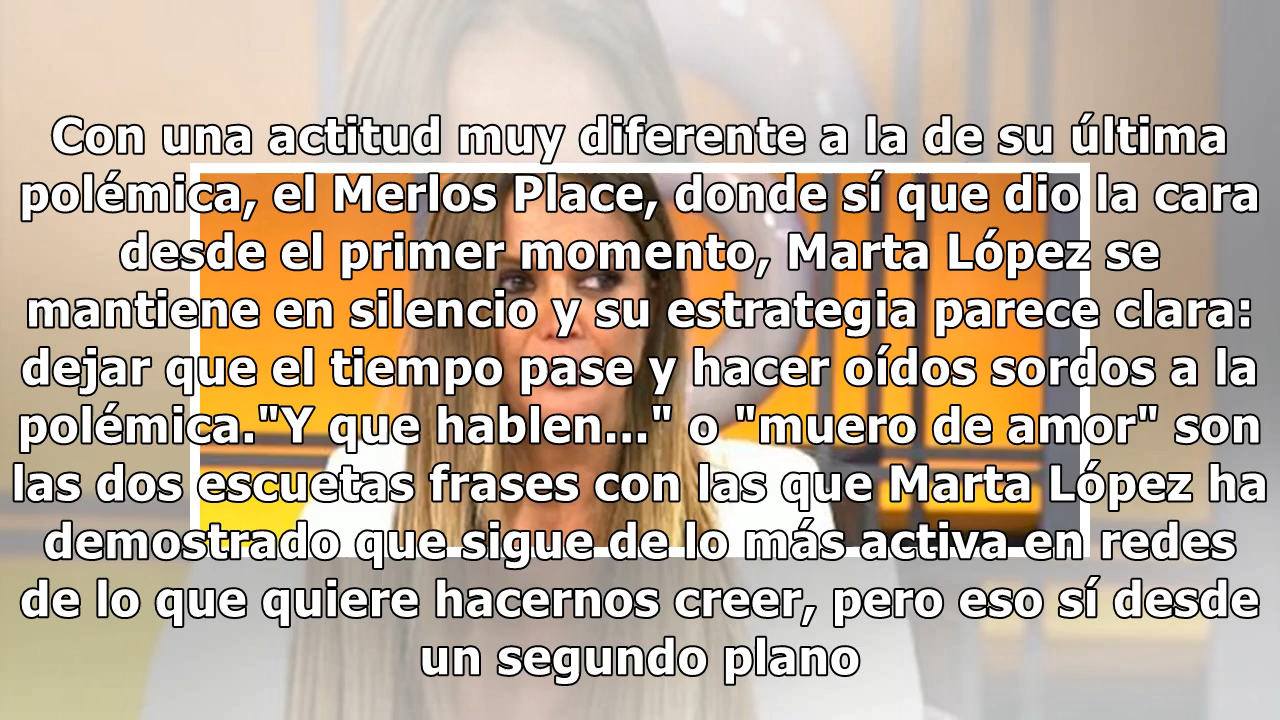 Con una actitud muy diferente a la de su última
polémica, el Merlos Place, donde sí que dio la cara
desde el primer momento, Marta López se
mantiene en silencio y su estrategia parece clara:
dejar que el tiempo pase y hacer oídos sordos a la
polémica."Y que hablen..." o "muero de amor" son
las dos escuetas frases con las que Marta López ha
demostrado que sigue de lo más activa en redes
de lo que quiere hacernos creer, pero eso sí desde
un segundo plano